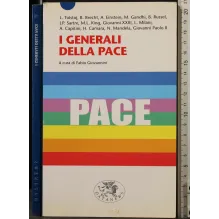 L. Tolstoj, R. Brecht, A. Einstein, M. Gandhi, B. Russel,
J.P. Sartre, M.L. King, Giovanni XXIII, L. Milani,
A. Capitini, H. Camara, N. Mandela, Giovanni Paolo II
I GENERALI
DELLA PACE
A cura di Fabio Giovannini
PACE